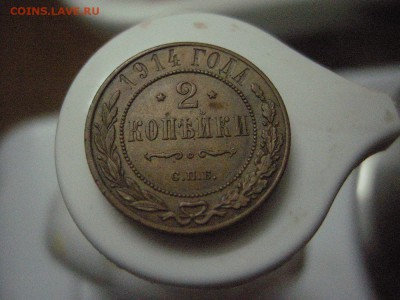 COINS.LAVE.RU
1914 ГОДА
2
КОПѢЙКИ
С.П.Б.